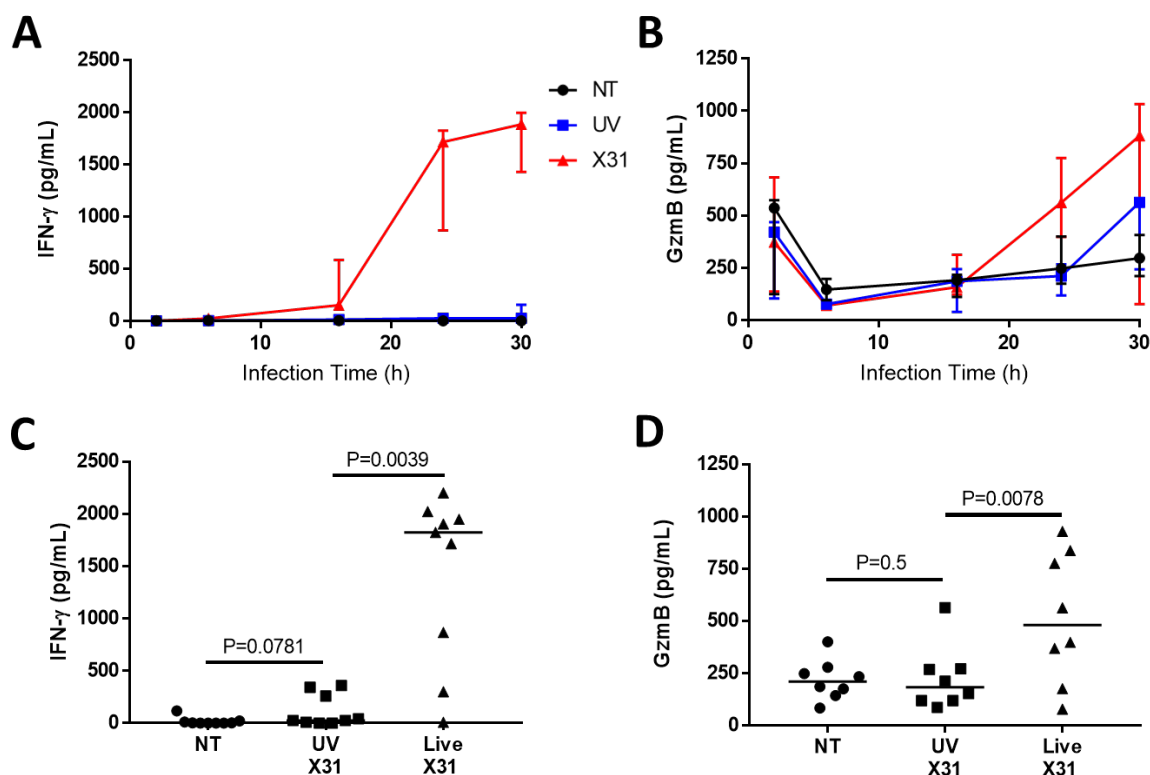 A
IFN-γ (pg/mL)
2500
2000
1500
1000
500
0
0
10
20
30
Infection Time (h)
NT
UV
X31
B
GzmB (pg/mL)
1250
1000
750
500
250
0
0
10
20
30
Infection Time (h)
C
IFN-γ (pg/mL)
2500
2000
1500
1000
500
0
P=0.0039
P=0.0781
NT
UV
X31
Live
X31
D
GzmB (pg/mL)
1250
1000
750
500
250
0
P=0.0078
P=0.5
NT
UV
X31
Live
X31